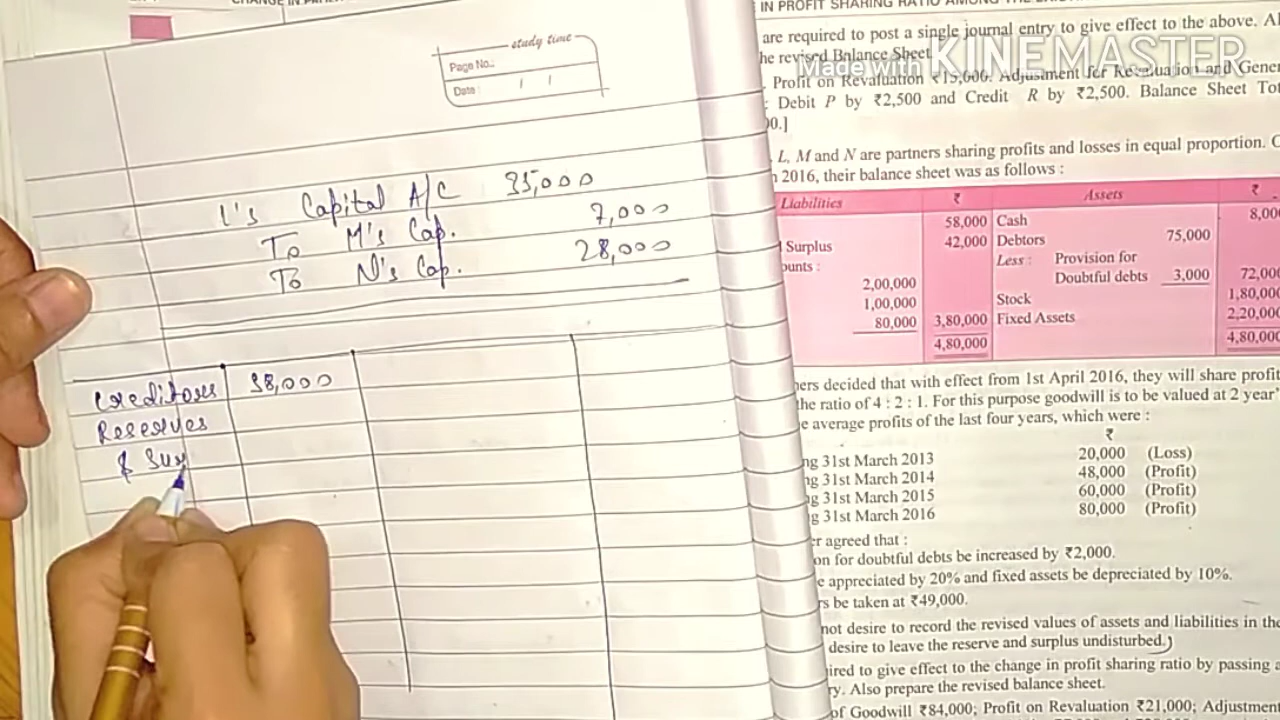 IN PROFIT SHARING RATIO AMONG THE
study time
Page No.:
Date :
L's Capital A/C 35,000
To M's Cap. 7,000
To N's Cap. 28,000
Creditors 38,000
Reserves
& Sur
are required to post a single journal entry to give effect to the above. Al
he revised Balance Sheet.
Made with KINEMASTER
Profit on Revaluation ₹15,000. Adjustment for Revaluation and Gener
: Debit P by ₹2,500 and Credit R by ₹2,500. Balance Sheet Tot
00.]
L, M and N are partners sharing profits and losses in equal proportion. O
2016, their balance sheet was as follows :
Liabilities ₹ Assets ₹
58,000 Cash 8,00
Surplus 42,000 Debtors 75,000
ounts : Less : Provision for
2,00,000 Doubtful debts 3,000 72,000
1,00,000 Stock 1,80,000
80,000 3,80,000 Fixed Assets 2,20,000
4,80,000 4,80,000
ers decided that with effect from 1st April 2016, they will share profit
the ratio of 4 : 2 : 1. For this purpose goodwill is to be valued at 2 year'
e average profits of the last four years, which were :
₹
ng 31st March 2013 20,000 (Loss)
ng 31st March 2014 48,000 (Profit)
ng 31st March 2015 60,000 (Profit)
g 31st March 2016 80,000 (Profit)
er agreed that :
on for doubtful debts be increased by ₹2,000.
e appreciated by 20% and fixed assets be depreciated by 10%.
rs be taken at ₹49,000.
not desire to record the revised values of assets and liabilities in the
desire to leave the reserve and surplus undisturbed.)
ired to give effect to the change in profit sharing ratio by passing a
ry. Also prepare the revised balance sheet.
of Goodwill ₹84,000; Profit on Revaluation ₹21,000; Adjustment